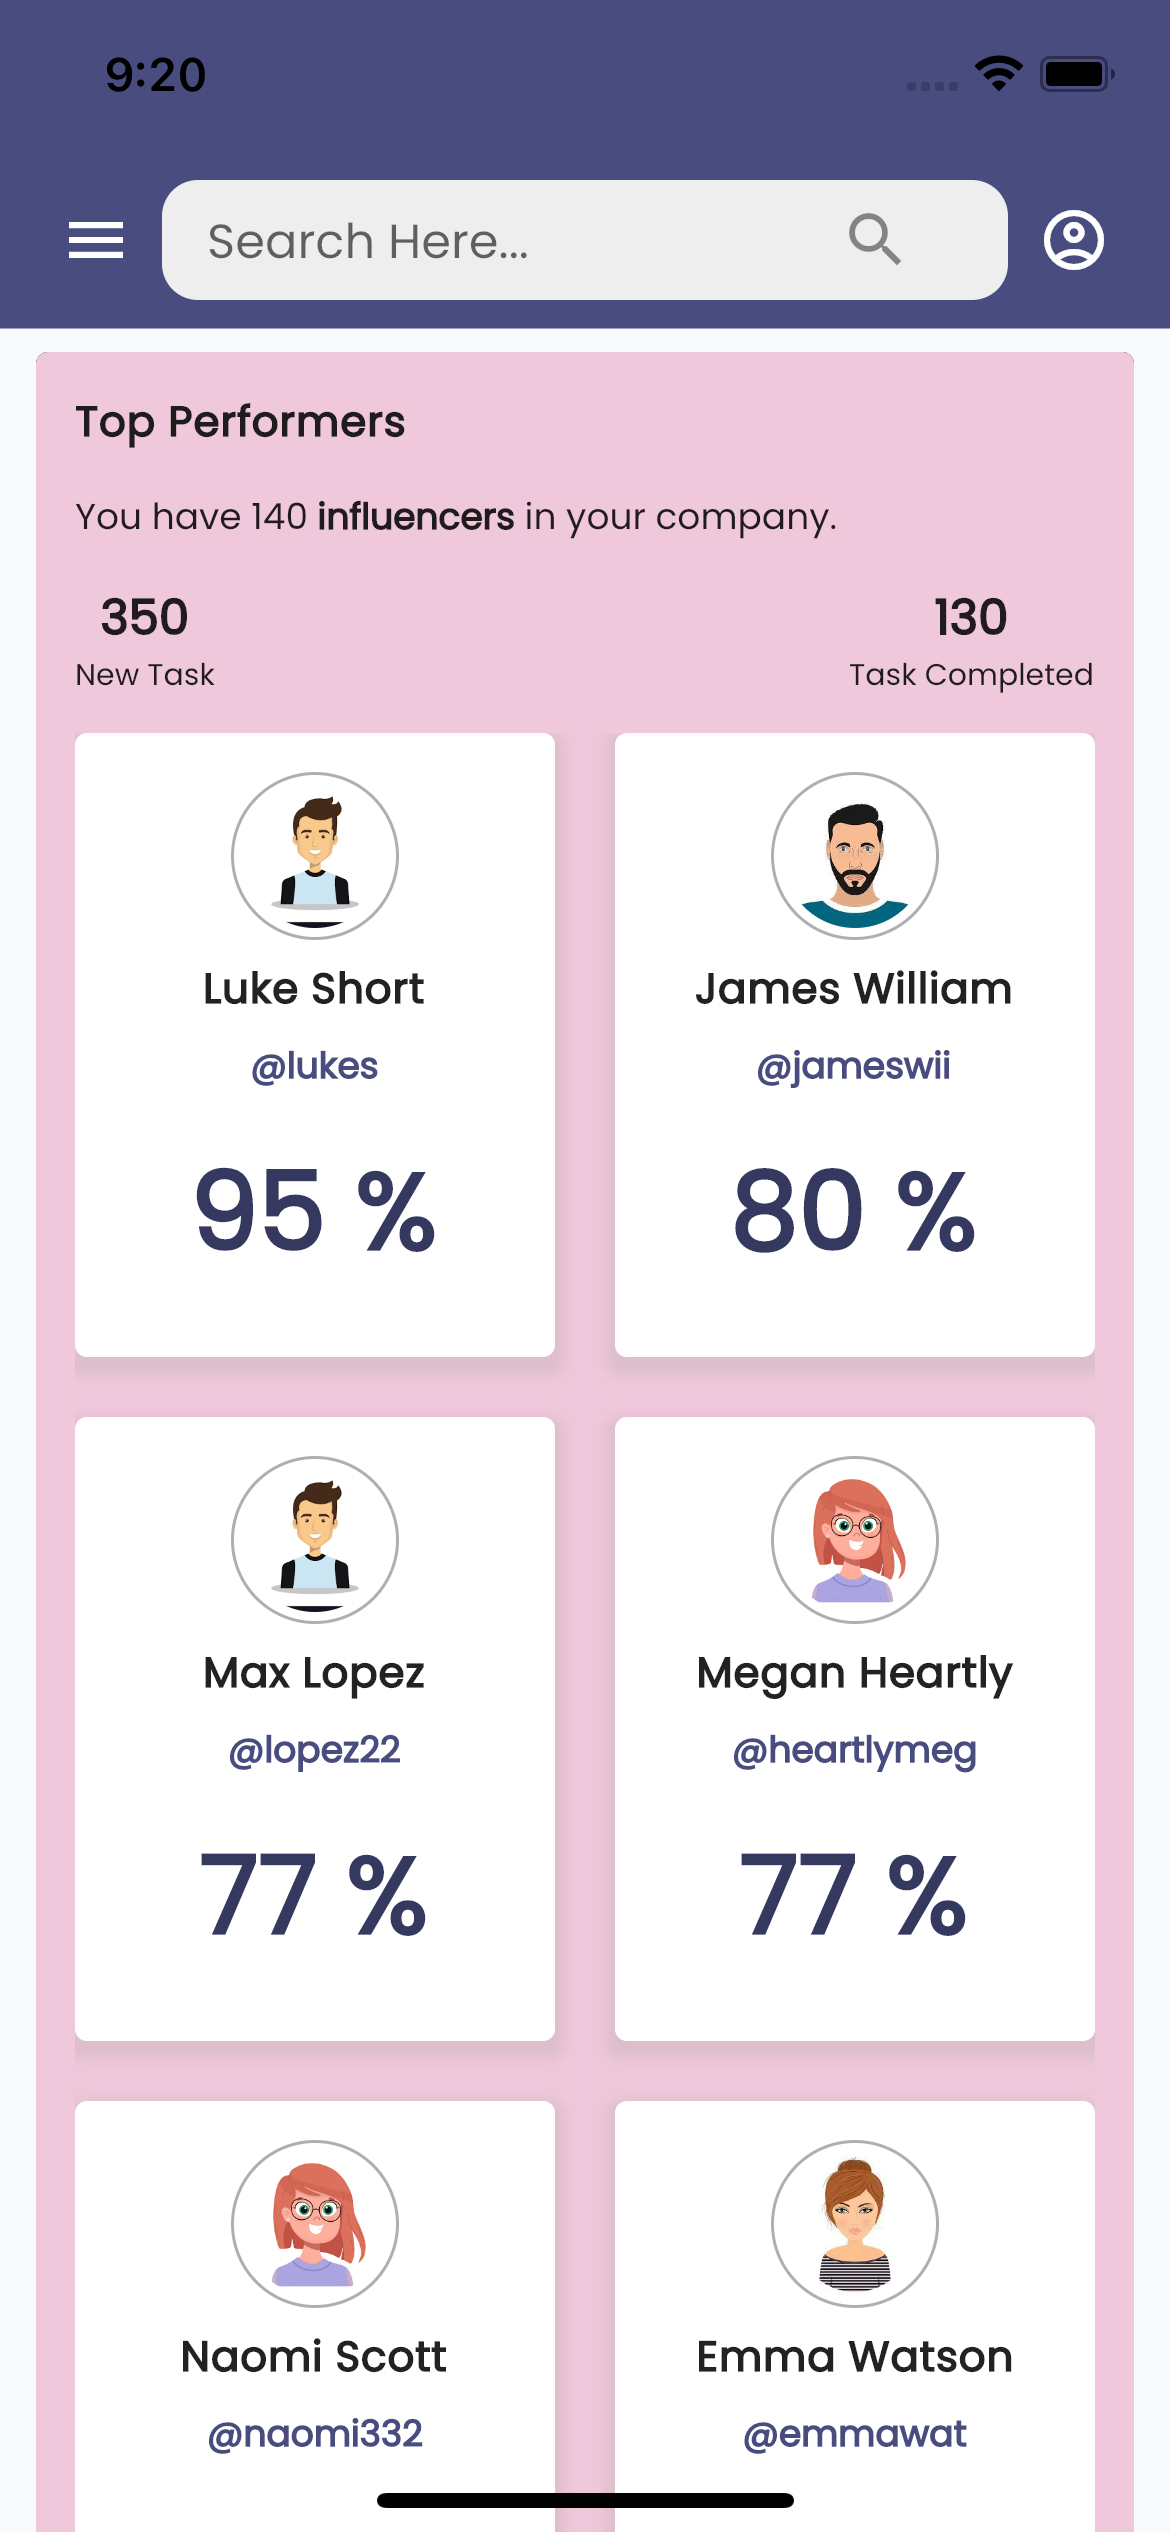 9:20
Search Here...
Top Performers
You have 140 influencers in your company.
350
130
New Task
Task Completed
Luke Short
James William
@lukes
@jameswii
95 %
80 %
Max Lopez
Megan Heartly
@lopez22
@heartlymeg
77 %
77 %
Naomi Scott
Emma Watson
@naomi332
@emmawat